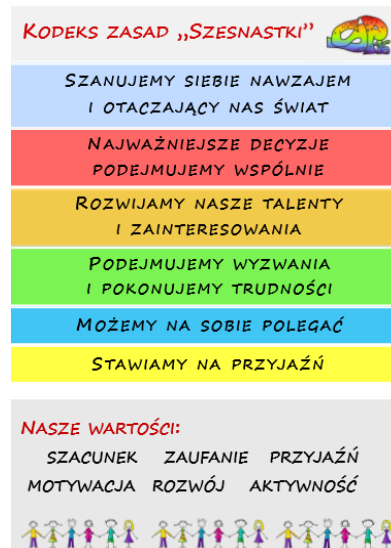 Kodeks zasad „Szesnastki”
Szanujemy siebie nawzajem
i otaczający nas świat
Najważniejsze decyzje
podejmujemy wspólnie
Rozwijamy nasze talenty
i zainteresowania
Podejmujemy wyzwania
i pokonujemy trudności
Możemy na sobie polegać
Stawiamy na przyjaźń
Nasze wartości:
szacunek zaufanie przyjaźń
motywacja rozwój aktywność